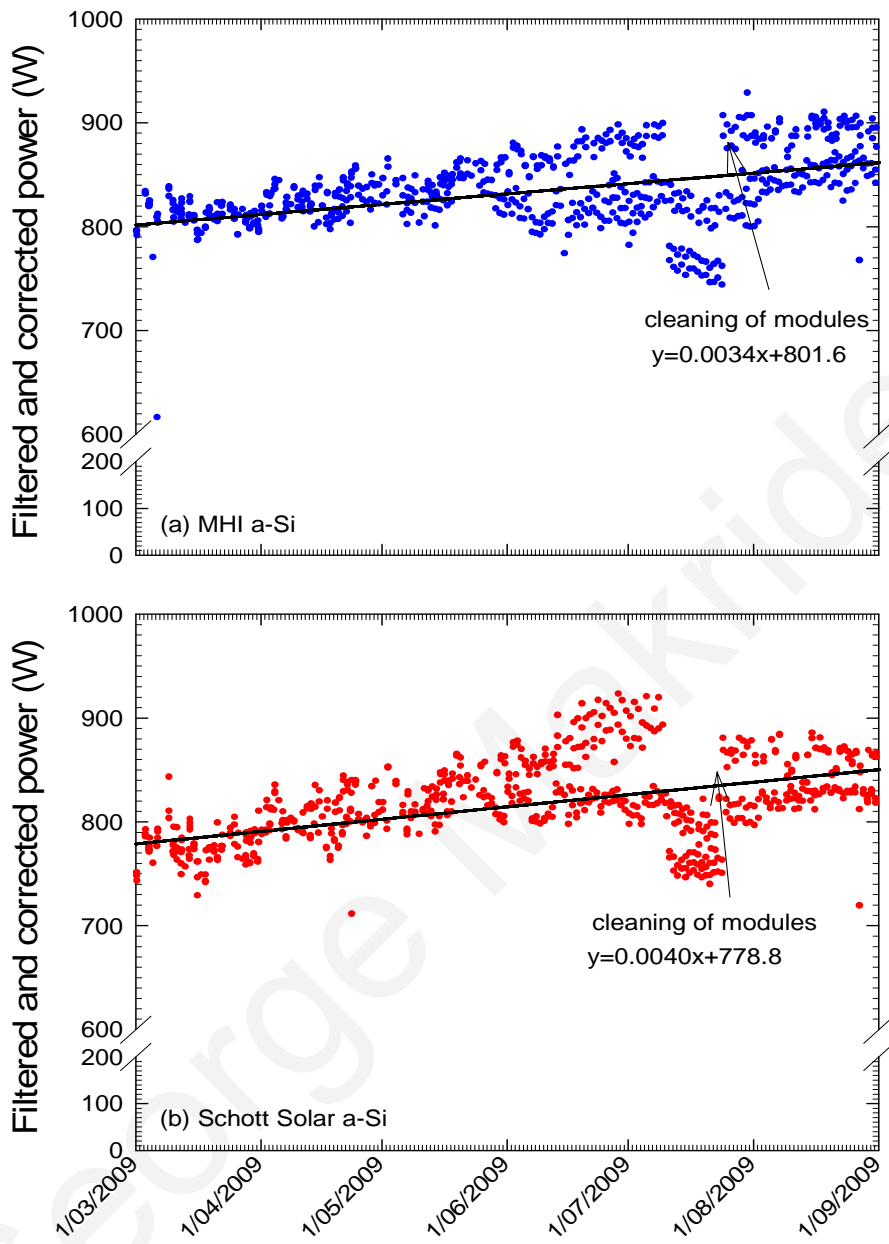 Filtered and corrected power (W)
1000
900
800
700
600
200
100
0
cleaning of modules
y=0.0034x+801.6
(a) MHI a-Si
Filtered and corrected power (W)
1000
900
800
700
600
200
100
0
cleaning of modules
y=0.0040x+778.8
(b) Schott Solar a-Si
1/03/2009
1/04/2009
1/05/2009
1/06/2009
1/07/2009
1/08/2009
1/09/2009
George Makride